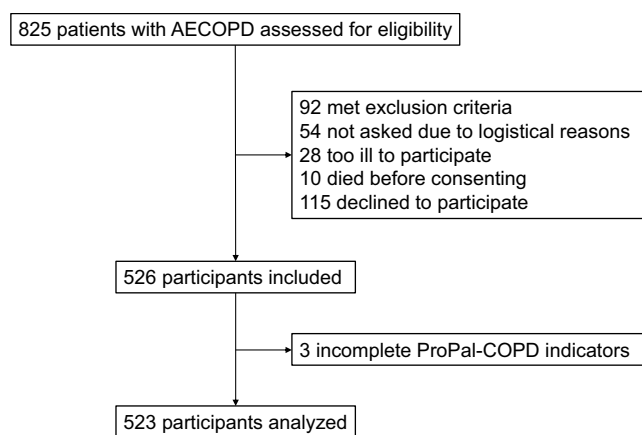 825 patients with AECOPD assessed for eligibility
92 met exclusion criteria
54 not asked due to logistical reasons
28 too ill to participate
10 died before consenting
115 declined to participate
526 participants included
3 incomplete ProPal-COPD indicators
523 participants analyzed